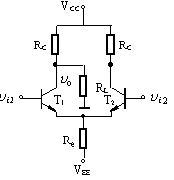 VCC
RC RC
υo RL
υi1 T1 T2 υi2
Re
VEE